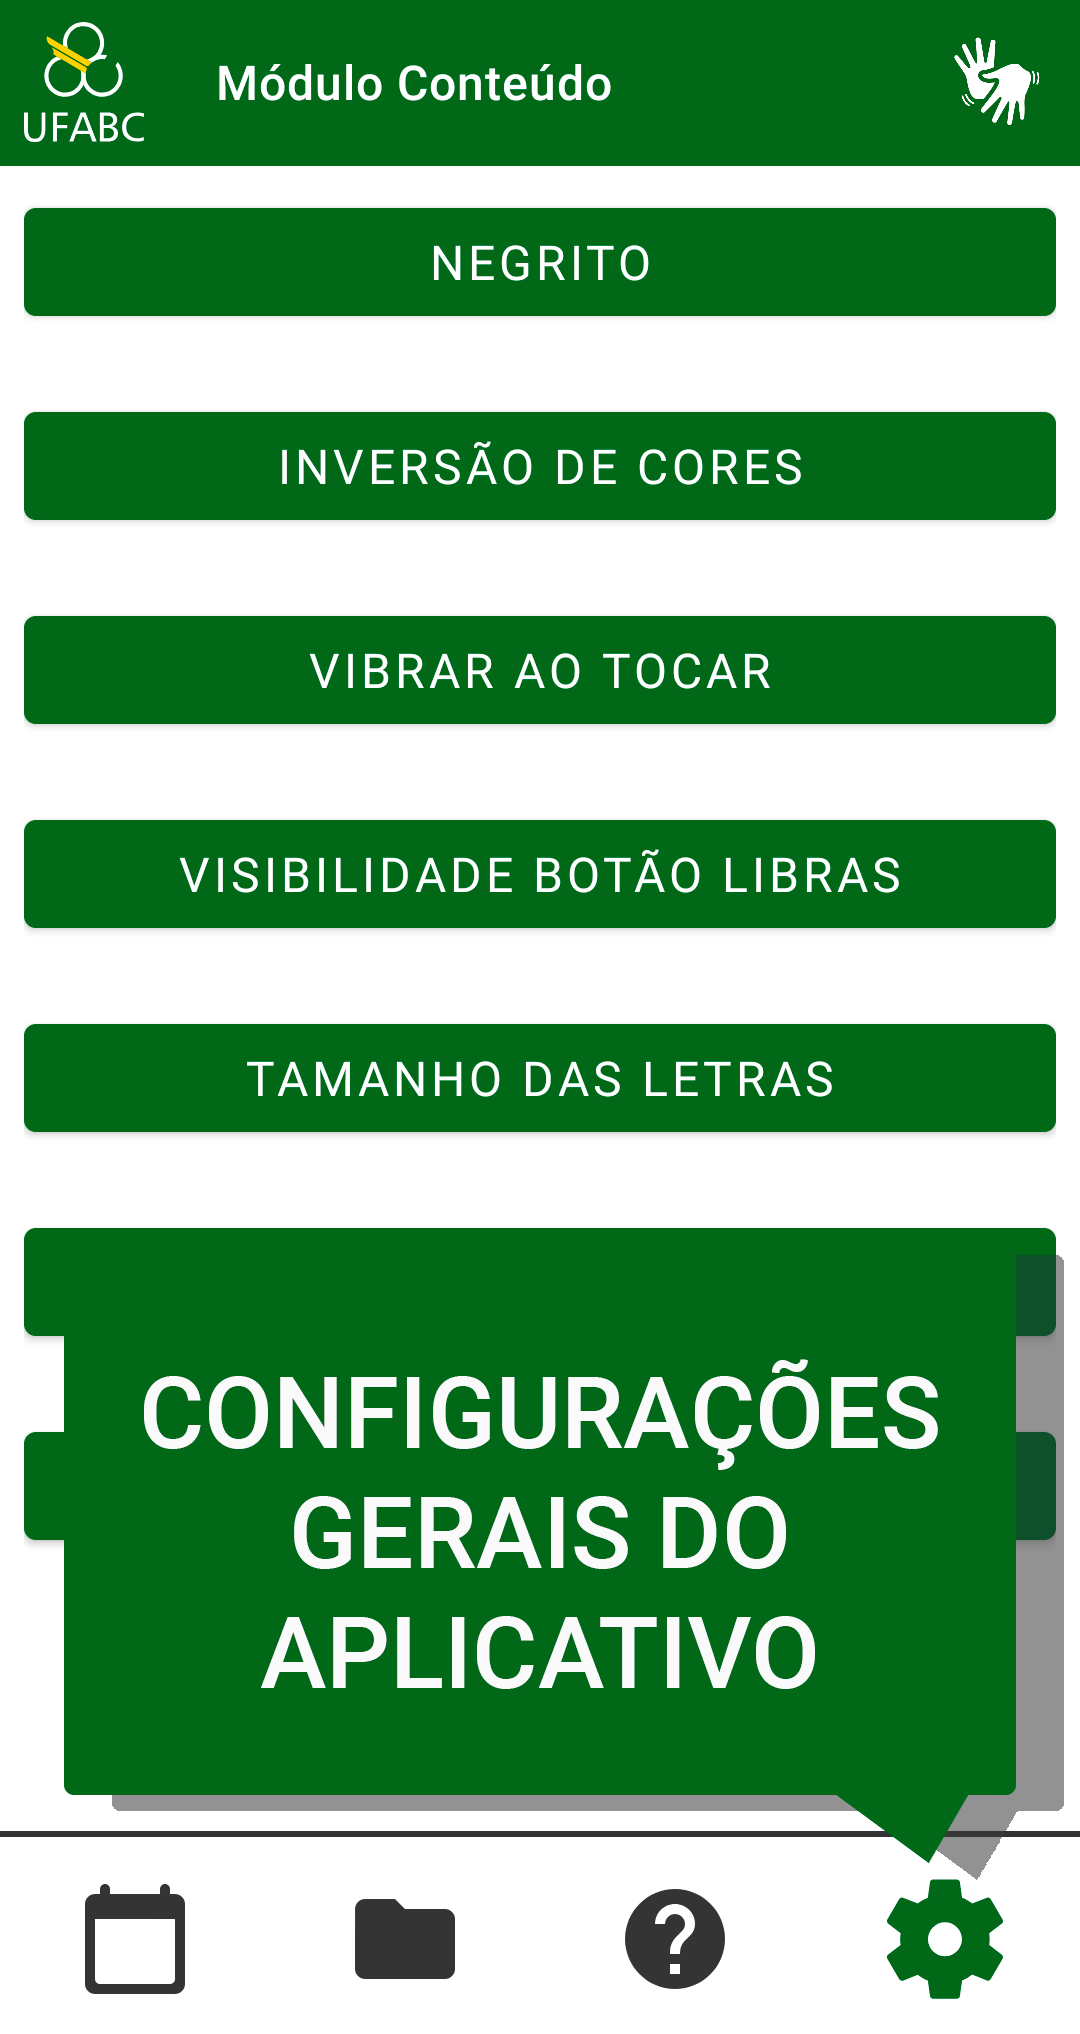 UFABC
Módulo Conteúdo
NEGRITO
INVERSÃO DE CORES
VIBRAR AO TOCAR
VISIBILIDADE BOTÃO LIBRAS
TAMANHO DAS LETRAS
CONFIGURAÇÕES
GERAIS DO
APLICATIVO
?